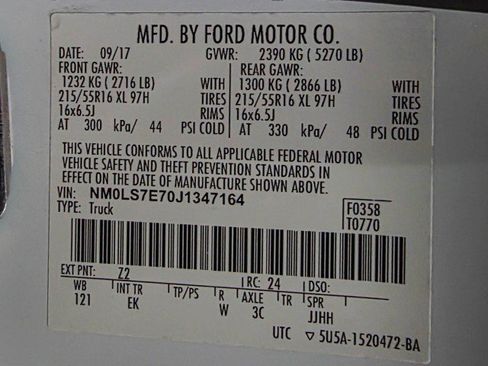 MFD. BY FORD MOTOR CO.
DATE: 09/17 GVWR: 2390 KG ( 5270 LB)
FRONT GAWR: REAR GAWR:
1232 KG ( 2716 LB) WITH 1300 KG ( 2866 LB) WITH
215/55R16 XL 97H TIRES 215/55R16 XL 97H TIRES
16x6.5J RIMS 16x6.5J RIMS
AT 300 kPa/ 44 PSI COLD AT 330 kPa/ 48 PSI COLD
THIS VEHICLE CONFORMS TO ALL APPLICABLE FEDERAL MOTOR
VEHICLE SAFETY AND THEFT PREVENTION STANDARDS IN
EFFECT ON THE DATE OF MANUFACTURE SHOWN ABOVE.
VIN: NM0LS7E70J1347164 F0358
TYPE: Truck T0770
EXT PNT: Z2 RC: 24 DSO:
WB INT TR TP/PS R AXLE TR SPR
121 EK W 3C JJHH
UTC ▽ 5U5A-1520472-BA